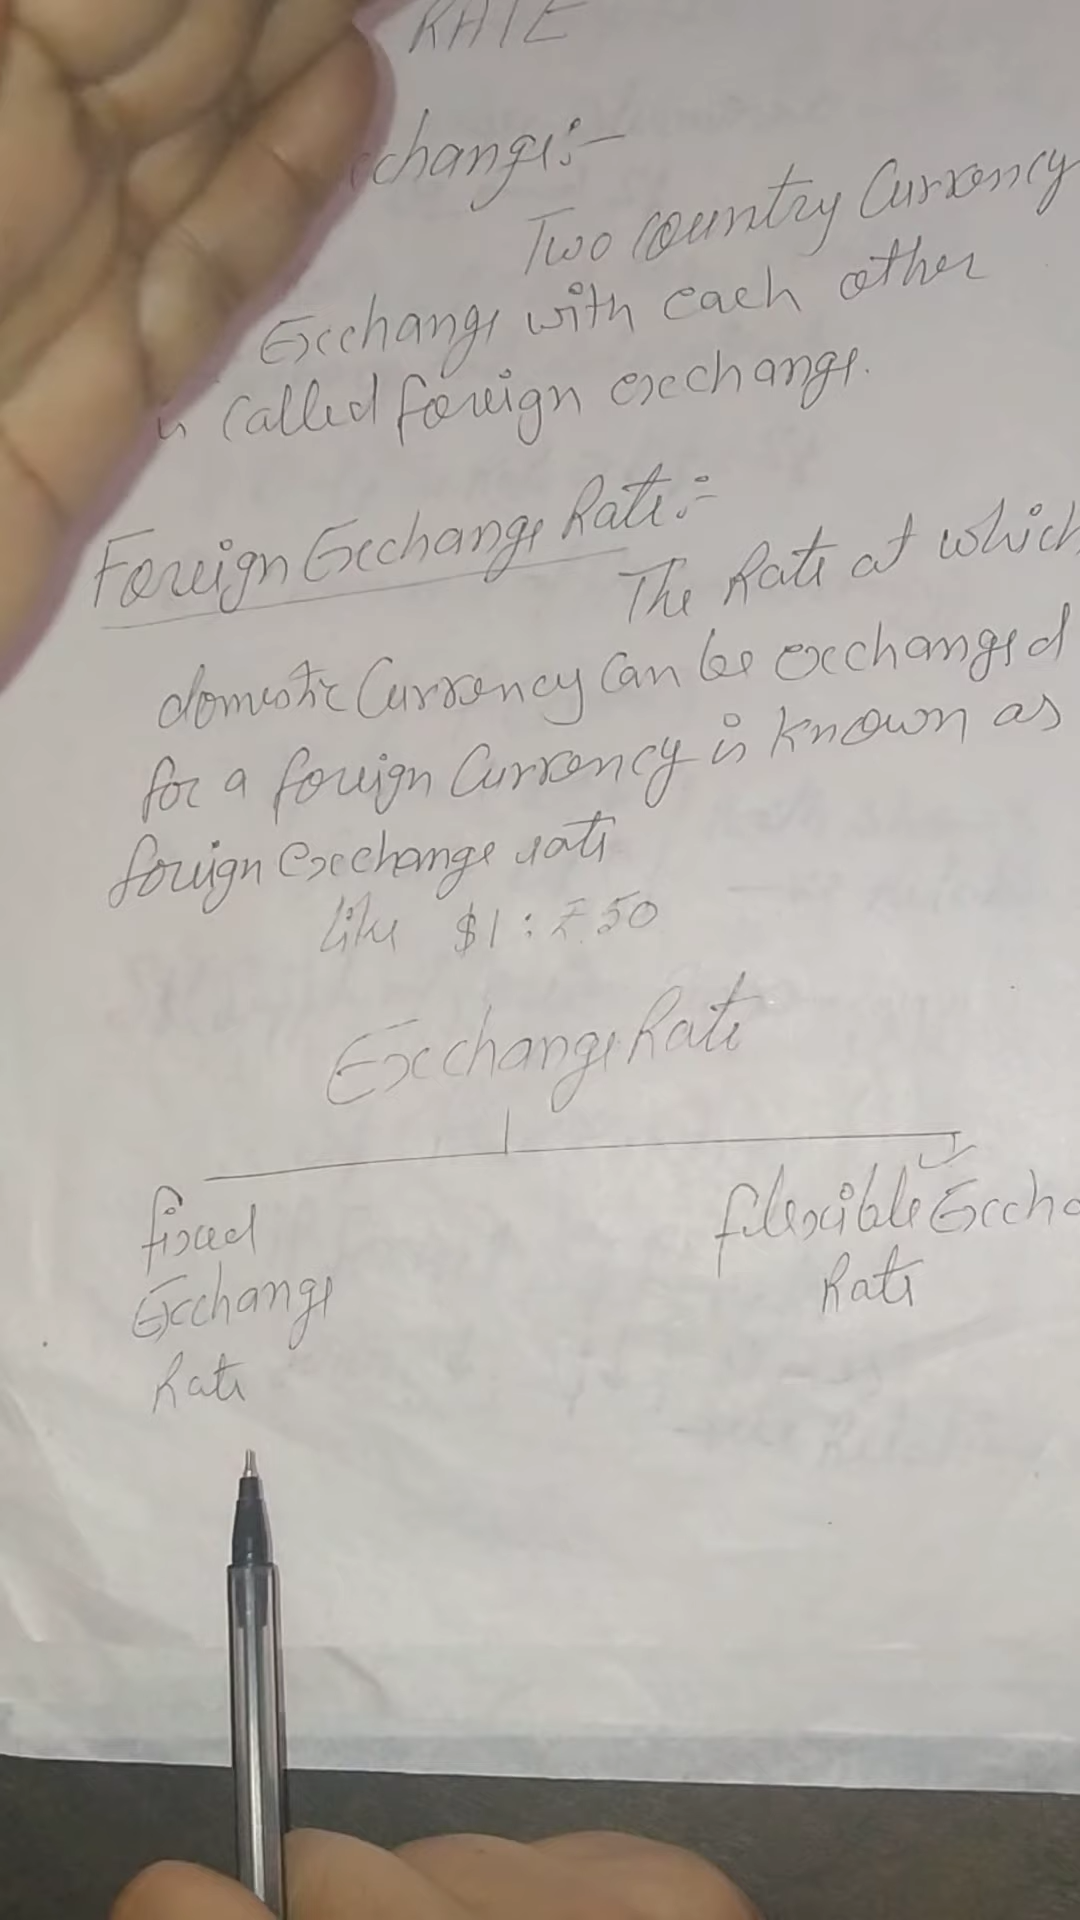 RATE
change:-
Two Country Currency
Exchange with each other
is called foreign exchange.
Foreign Exchange Rate:-
The Rate at which
domestic Currency Can be exchanged
for a foreign Currency is known as
foreign exchange rate
like $1 : ₹50
Exchange Rate
fixed
Exchange
Rate
flexible Excha
Rate